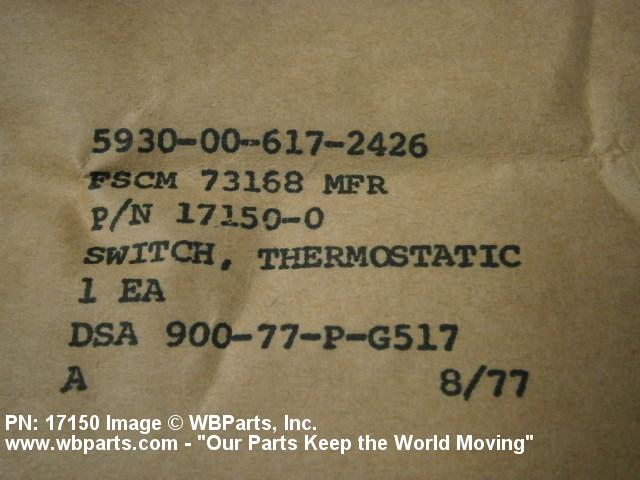 5930-00-617-2426
FSCM 73168 MFR
P/N 17150-0
SWITCH, THERMOSTATIC
1 EA
DSA 900-77-P-G517
A 8/77
PN: 17150 Image © WBParts, Inc.
www.wbparts.com - "Our Parts Keep the World Moving"